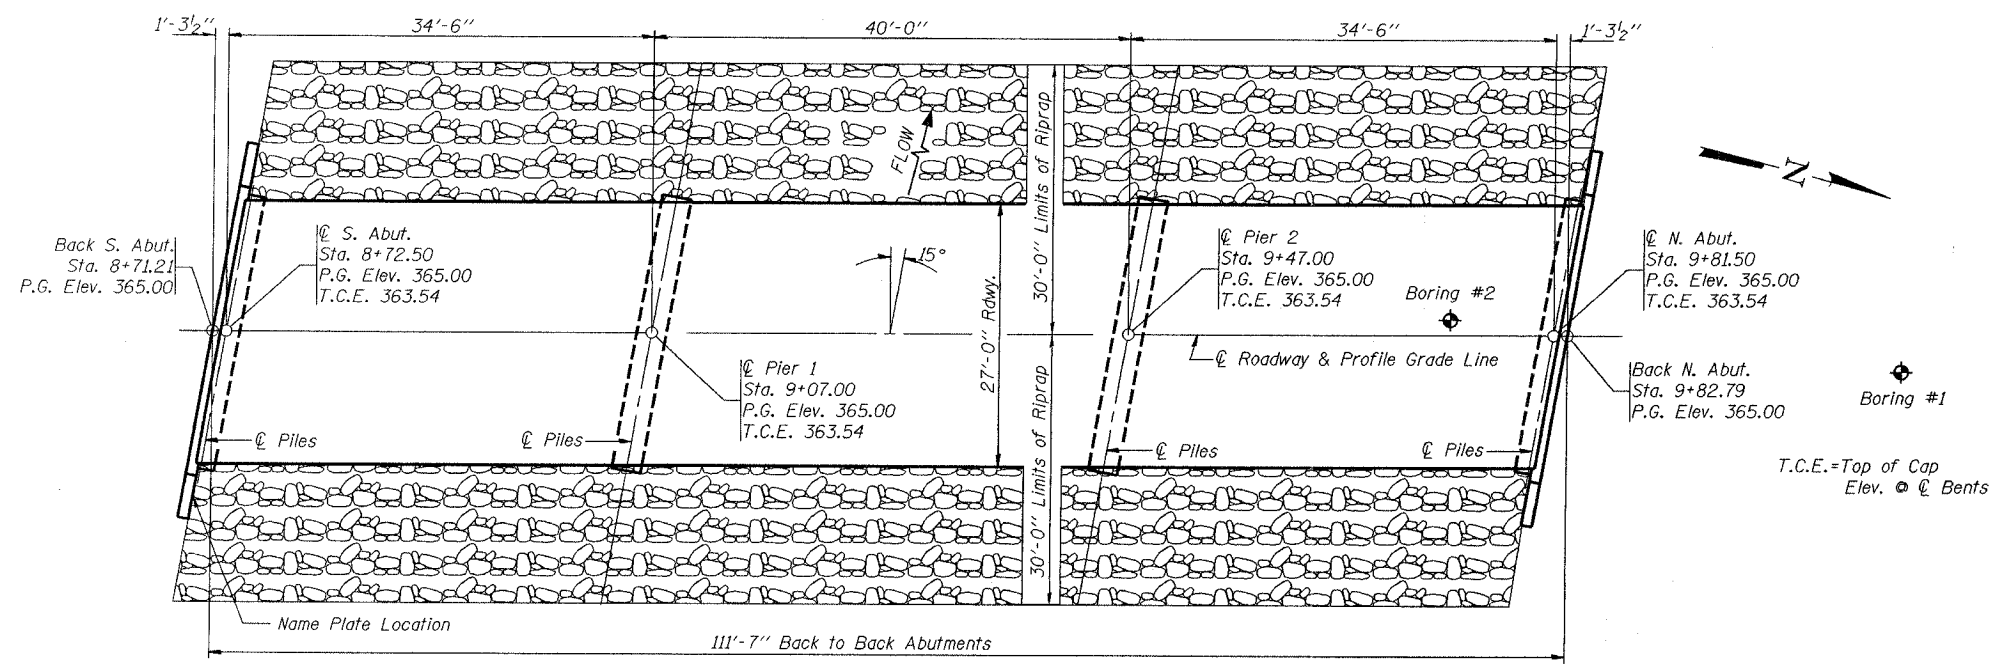 1'-3½" 34'-6" 40'-0" 34'-6" 1'-3½"
FLOW
30'-0" Limits of Riprap
N
Back S. Abut.
Sta. 8+71.21
P.G. Elev. 365.00
℄ S. Abut.
Sta. 8+72.50
P.G. Elev. 365.00
T.C.E. 363.54
15°
27'-0" Rdwy.
℄ Pier 2
Sta. 9+47.00
P.G. Elev. 365.00
T.C.E. 363.54
Boring #2
℄ N. Abut.
Sta. 9+81.50
P.G. Elev. 365.00
T.C.E. 363.54
℄ Roadway & Profile Grade Line
℄ Pier 1
Sta. 9+07.00
P.G. Elev. 365.00
T.C.E. 363.54
Back N. Abut.
Sta. 9+82.79
P.G. Elev. 365.00
Boring #1
℄ Piles
℄ Piles
℄ Piles
℄ Piles
30'-0" Limits of Riprap
T.C.E.=Top of Cap
Elev. @ ℄ Bents
Name Plate Location
111'-7" Back to Back Abutments